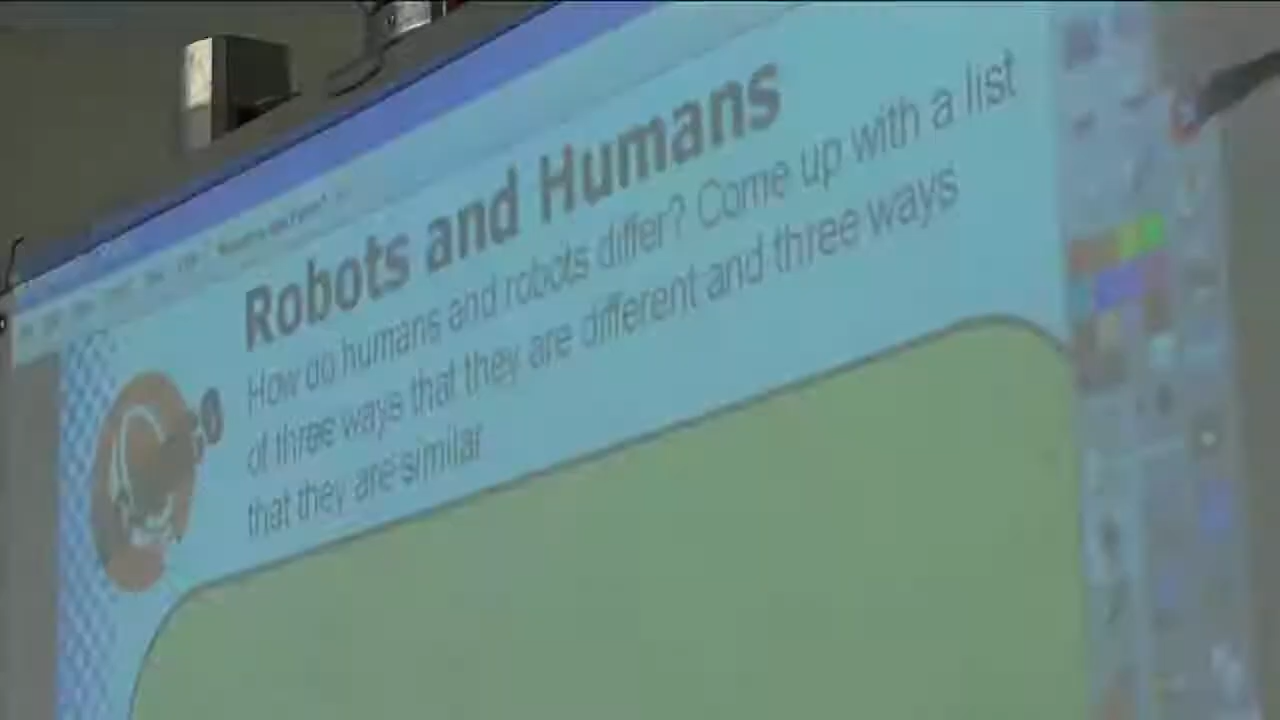 Robots and Humans
How do humans and robots differ? Come up with a list
of three ways that they are different and three ways
that they are similar